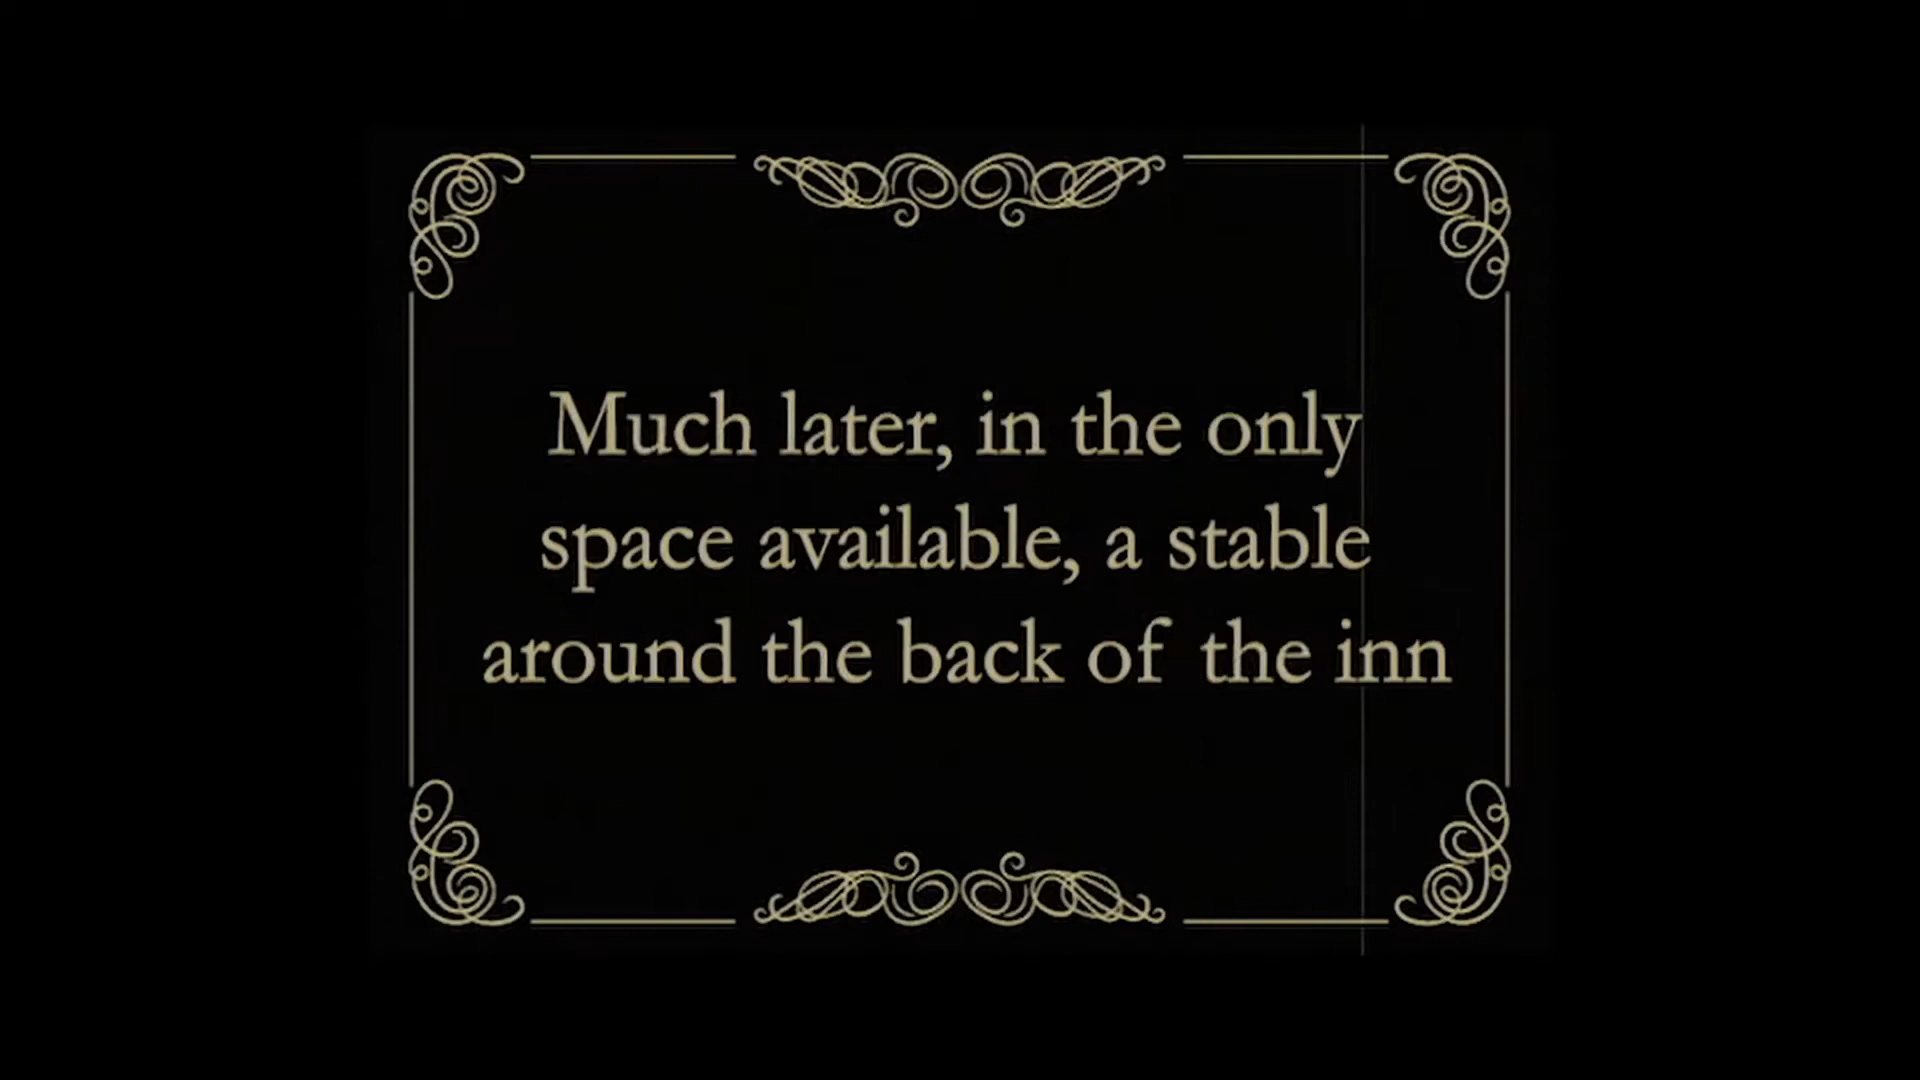 Much later, in the only
space available, a stable
around the back of the inn